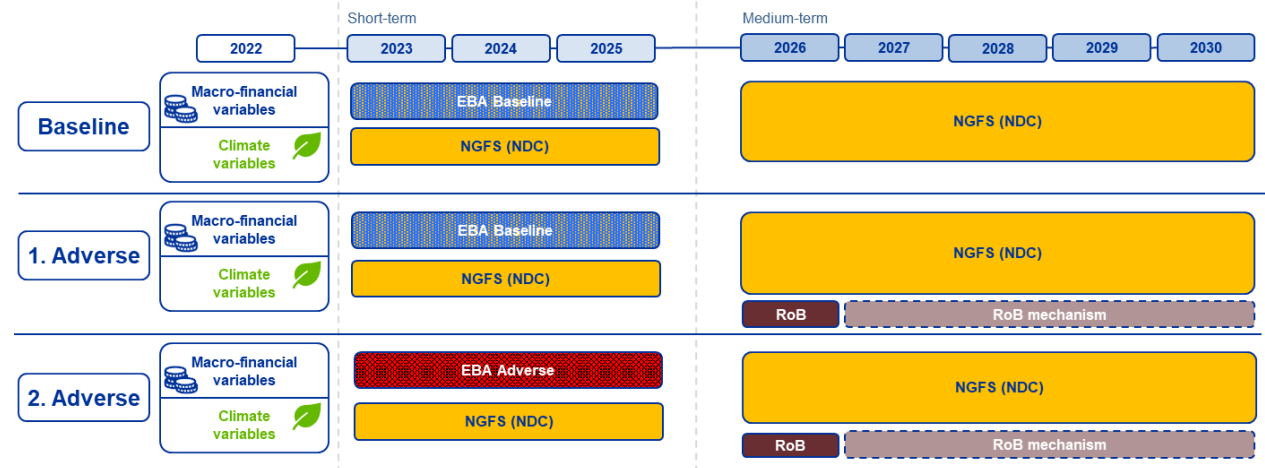 Short-term
Medium-term
2022
2023
2024
2025
2026
2027
2028
2029
2030
Baseline
Macro-financial
variables
Climate
variables
EBA Baseline
NGFS (NDC)
NGFS (NDC)
1. Adverse
Macro-financial
variables
Climate
variables
EBA Baseline
NGFS (NDC)
NGFS (NDC)
RoB
RoB mechanism
2. Adverse
Macro-financial
variables
Climate
variables
EBA Adverse
NGFS (NDC)
NGFS (NDC)
RoB
RoB mechanism